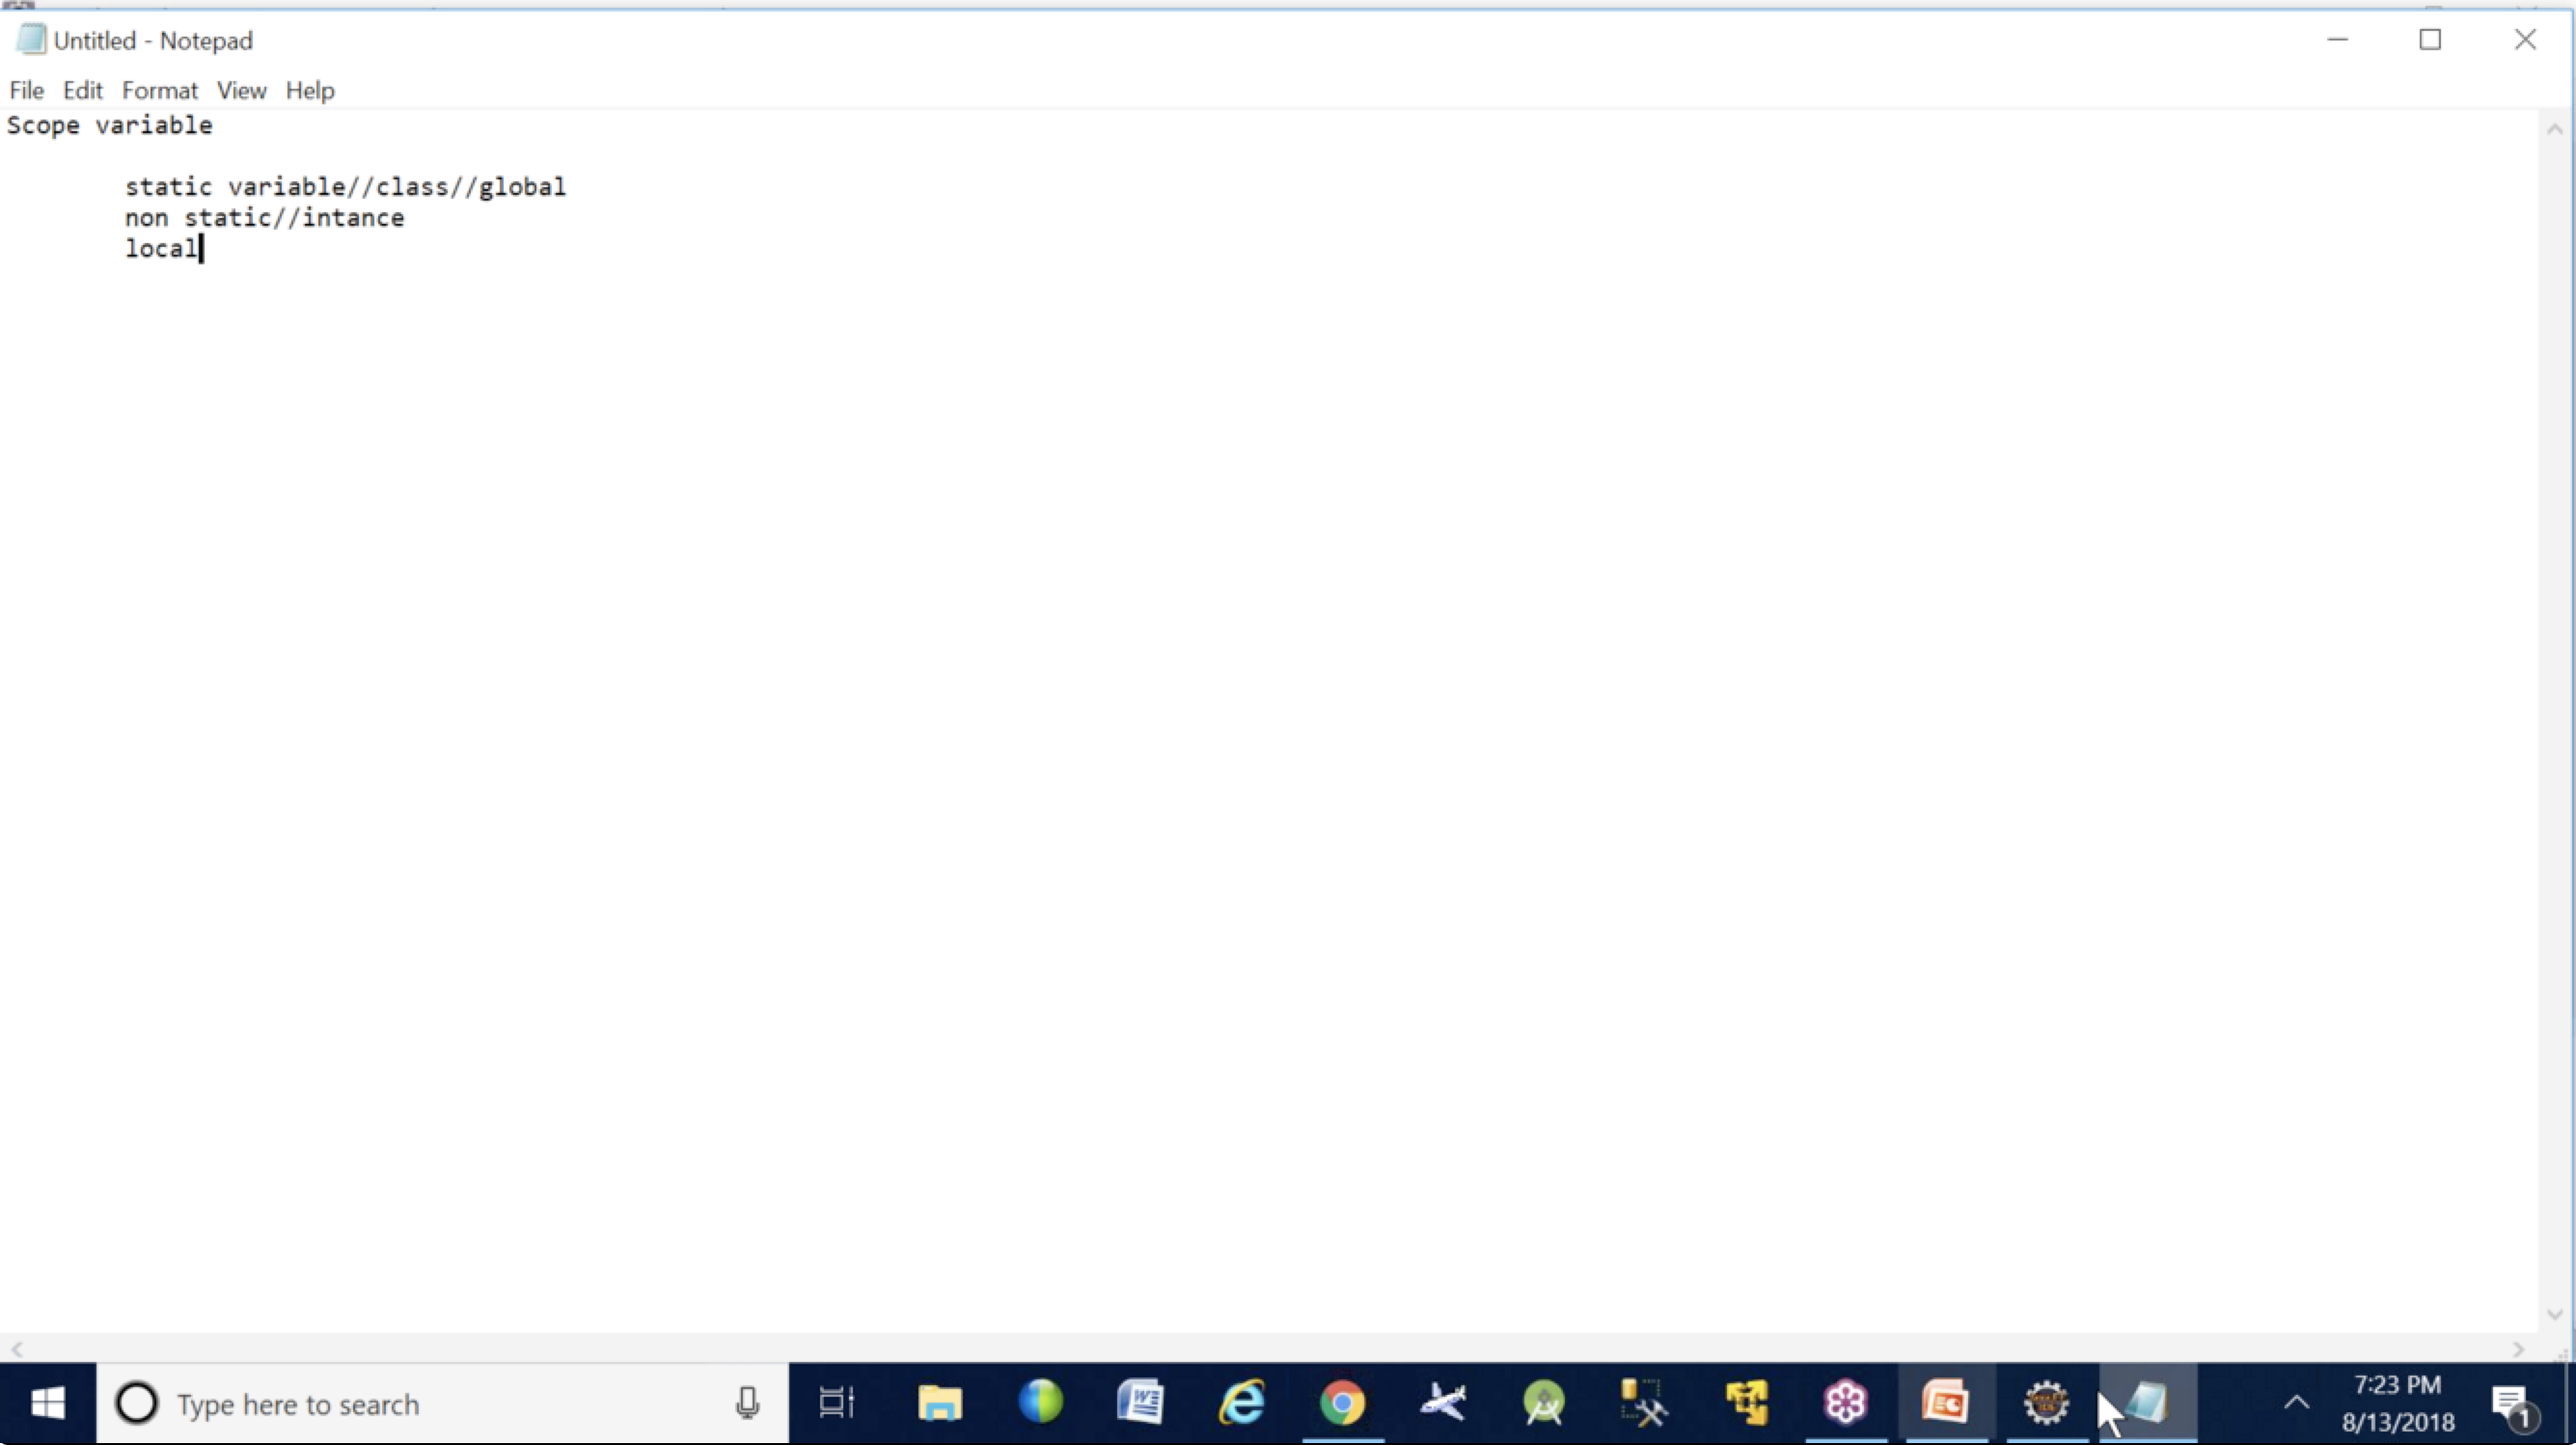 Untitled - Notepad
File Edit Format View Help
Scope variable
static variable//class//global
non static//intance
local
Type here to search
7:23 PM
8/13/2018
1